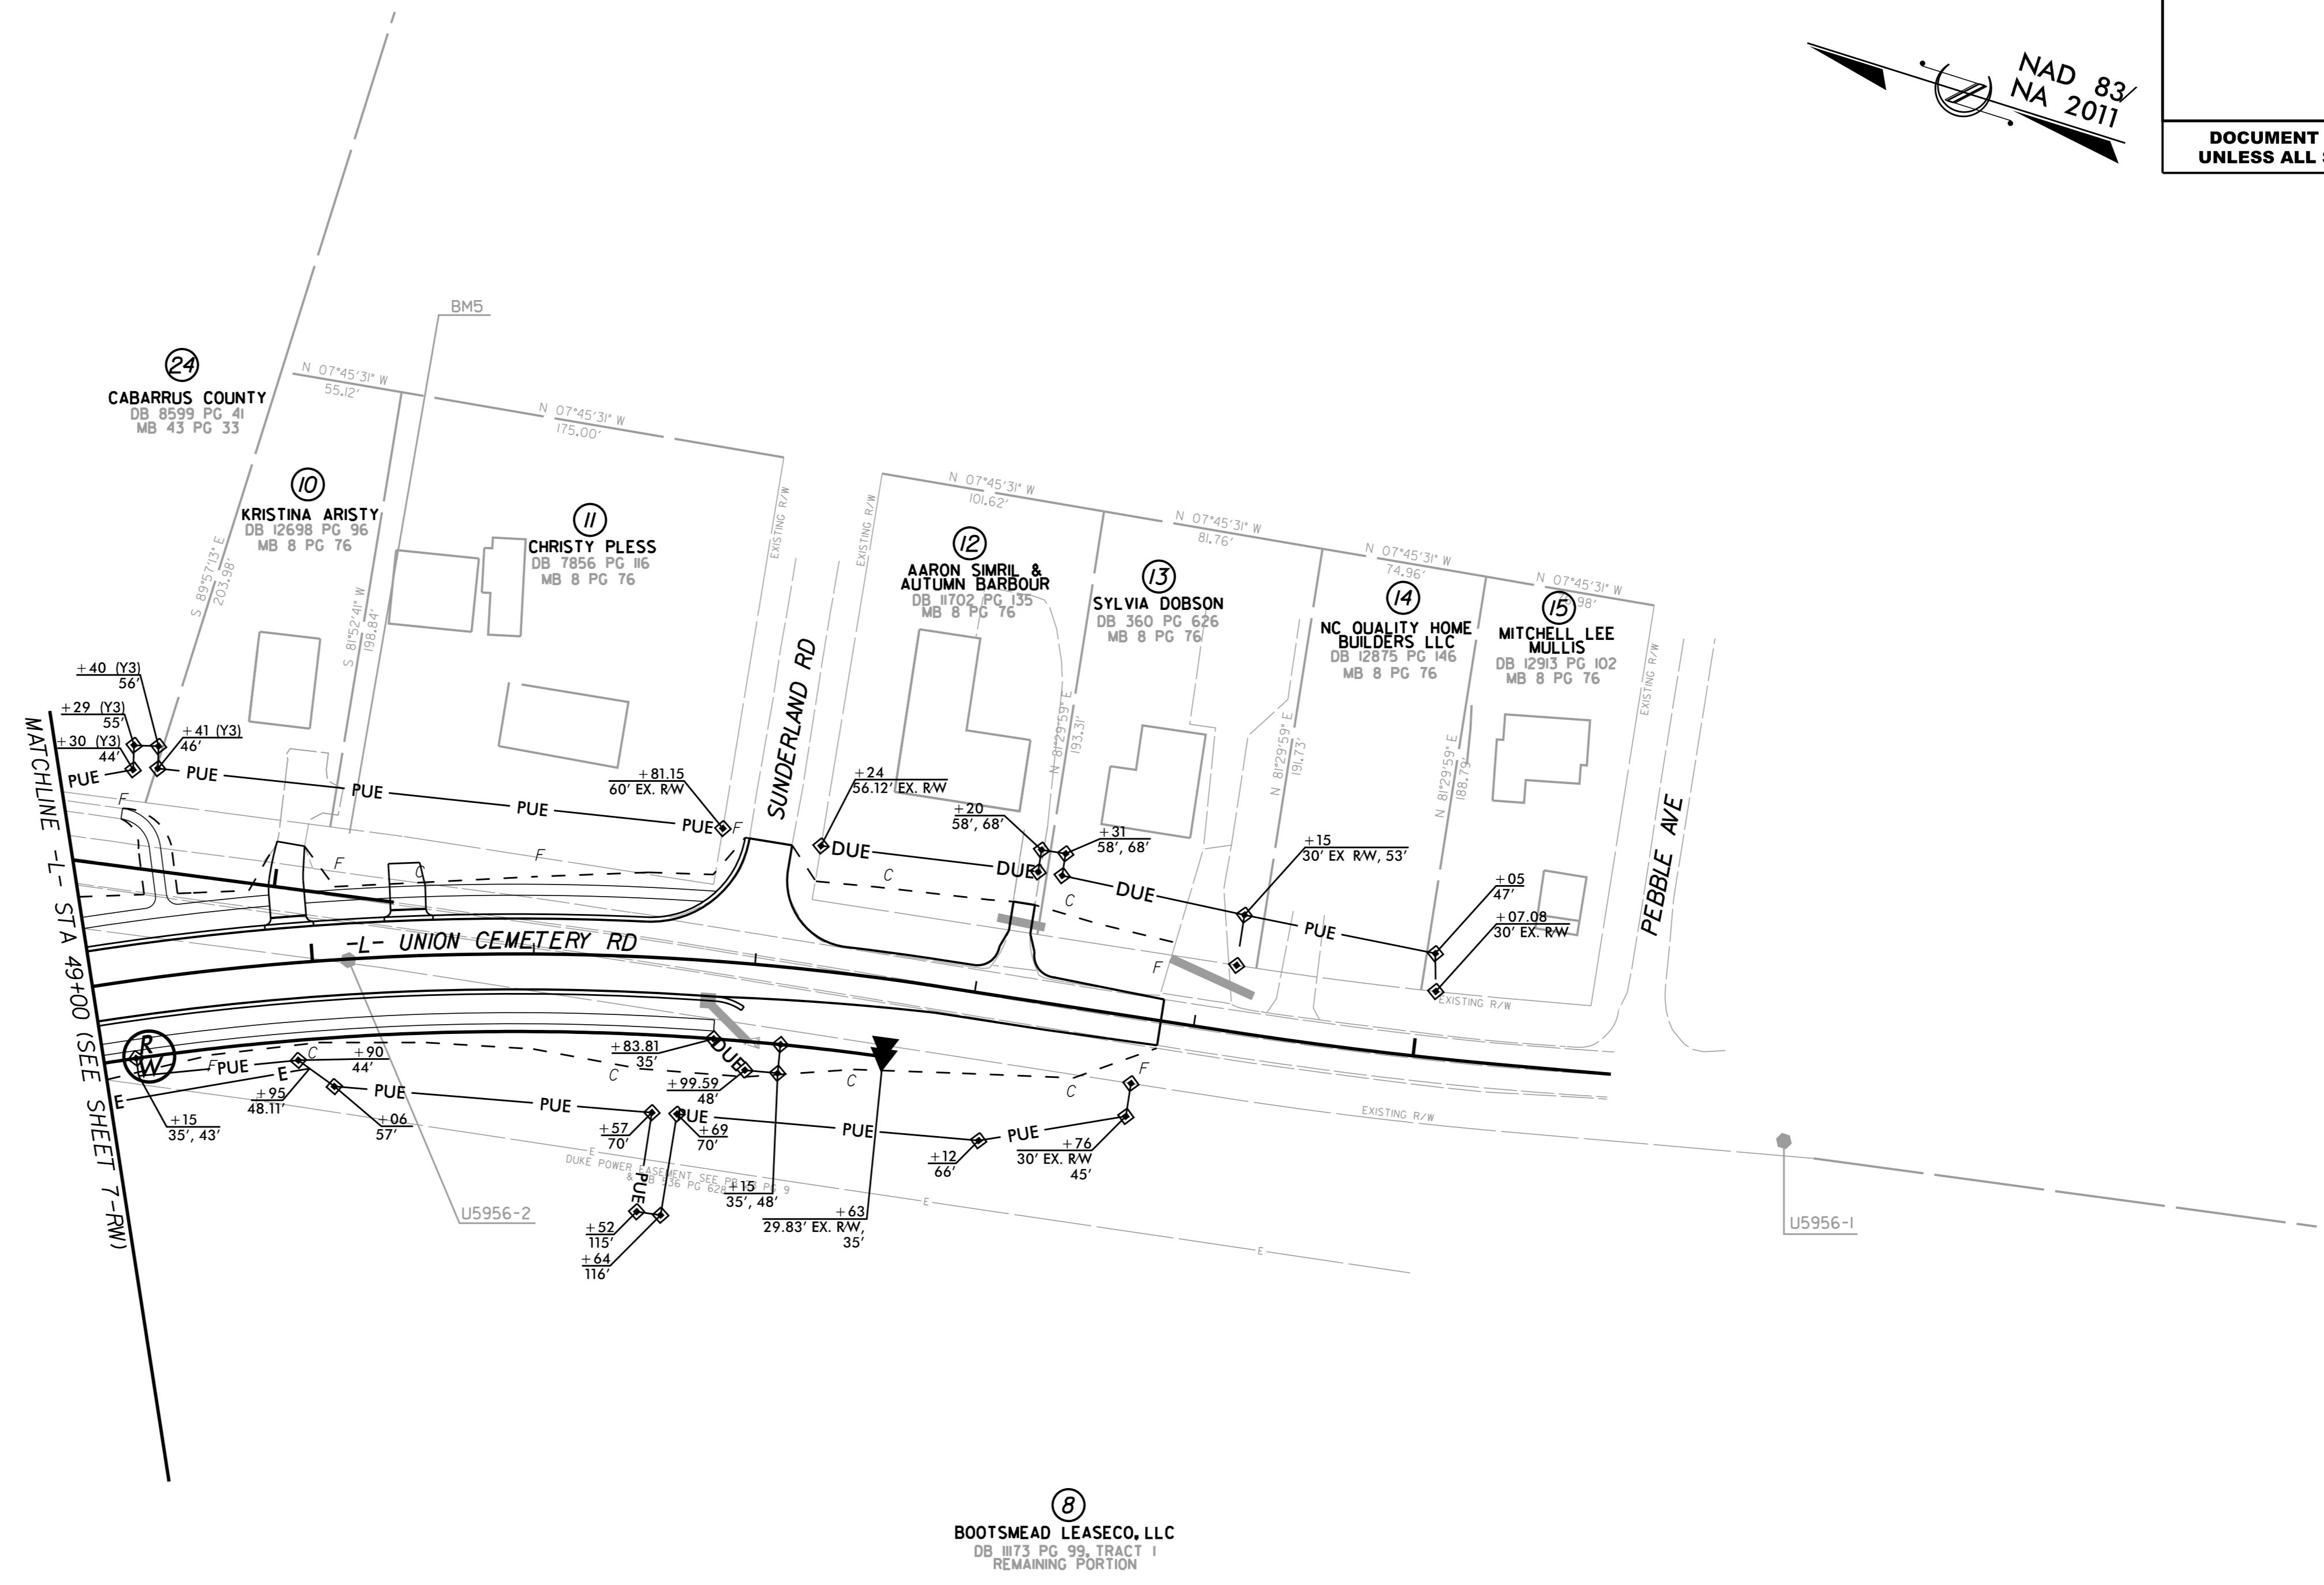 NAD 83/
NA 2011
DOCUMENT
UNLESS ALL
BM5
24
CABARRUS COUNTY
DB 8599 PG 41
MB 43 PG 33
N 07°45'31" W
55.12'
N 07°45'31" W
175.00'
10
KRISTINA ARISTY
DB 12698 PG 96
MB 8 PG 76
S 89°57'13" E
203.98'
S 81°52'41" W
198.84'
11
CHRISTY PLESS
DB 7856 PG 116
MB 8 PG 76
EXISTING R/W
EXISTING R/W
SUNDERLAND RD
N 07°45'31" W
101.62'
12
AARON SIMRIL &
AUTUMN BARBOUR
DB 11702 PG 135
MB 8 PG 76
N 81°29'59" E
193.31'
N 07°45'31" W
81.76'
13
SYLVIA DOBSON
DB 360 PG 626
MB 8 PG 76
N 81°29'59" E
191.73'
N 07°45'31" W
74.96'
14
NC QUALITY HOME
BUILDERS LLC
DB 12875 PG 146
MB 8 PG 76
N 81°29'59" E
188.79'
N 07°45'31" W
98'
15
MITCHELL LEE
MULLIS
DB 12913 PG 102
MB 8 PG 76
EXISTING R/W
PEBBLE AVE
+40 (Y3)
56'
+29 (Y3)
55'
+30 (Y3)
44'
+41 (Y3)
46'
PUE
PUE
PUE
PUE
PUE
+81.15
60' EX. R/W
+24
56.12' EX. R/W
DUE
DUE
+20
58', 68'
+31
58', 68'
DUE
+15
30' EX R/W, 53'
PUE
+05
47'
+07.08
30' EX. R/W
EXISTING R/W
F
F
F
F
C
C
C
F
MATCHLINE -L- STA 49+00 (SEE SHEET 7-RW)
-L- UNION CEMETERY RD
R
W
F
PUE
E
E
C
+90
44'
+95
48.11'
+15
35', 43'
+06
57'
PUE
PUE
C
+83.81
35'
DUE
+99.59
48'
C
C
F
+57
70'
PUE
+69
70'
PUE
+12
66'
PUE
+76
30' EX. R/W
45'
EXISTING R/W
E
DUKE POWER EASEMENT SEE
PG 9
PUE
+15
35', 48'
+63
29.83' EX. R/W,
35'
+52
115'
+64
116'
E
E
U5956-2
U5956-1
8
BOOTSMEAD LEASECO, LLC
DB 11173 PG 99, TRACT 1
REMAINING PORTION